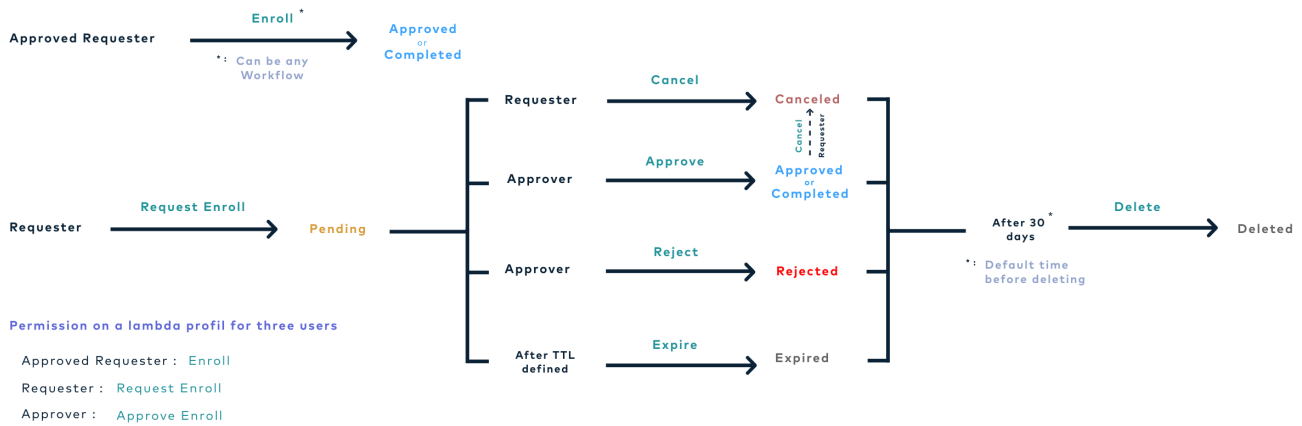 Enroll *
Approved Requester
Approved
or
Completed
*: Can be any
Workflow
Requester
Cancel
Canceled
Cancel
Requester
Approver
Approve
Approved
or
Completed
Requester
Request Enroll
Pending
After 30 *
days
Delete
Deleted
*: Default time
before deleting
Approver
Reject
Rejected
After TTL
defined
Expire
Expired
Permission on a lambda profil for three users
Approved Requester : Enroll
Requester : Request Enroll
Approver : Approve Enroll